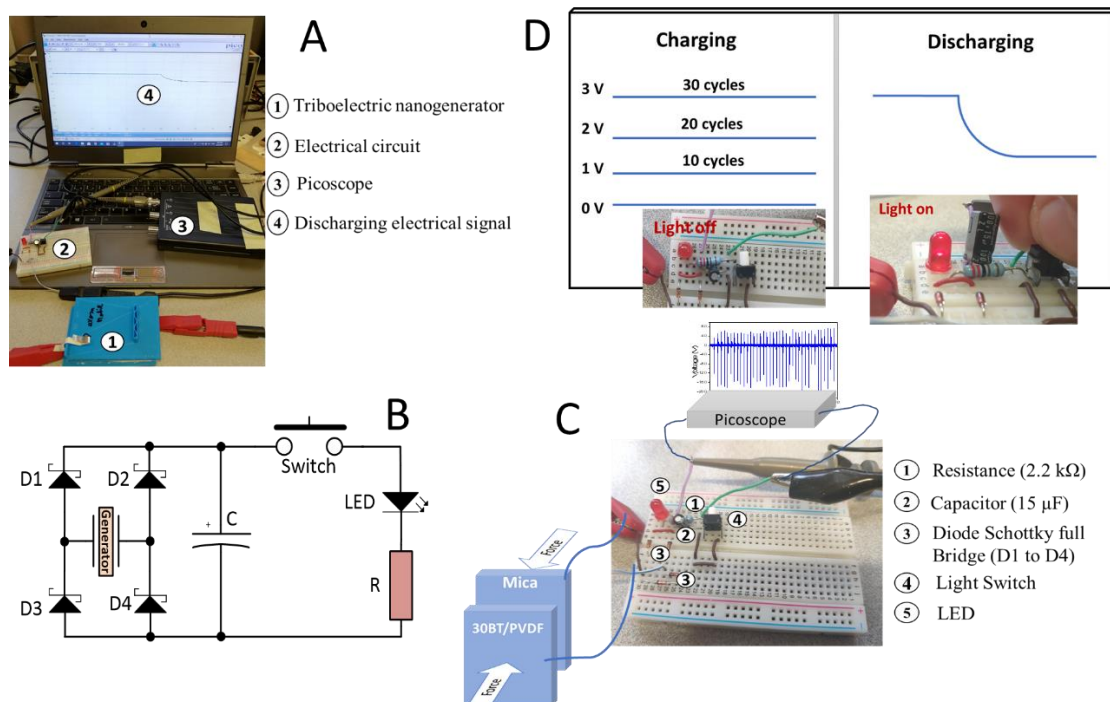 A
① Triboelectric nanogenerator
② Electrical circuit
③ Picoscope
④ Discharging electrical signal
④
③
②
①
D
Charging
Discharging
3 V
30 cycles
2 V
20 cycles
1 V
10 cycles
0 V
Light off
Light on
B
D1
D2
D3
D4
Generator
+
C
Switch
LED
R
C
Voltage (V)
Picoscope
⑤
①
②
④
③
③
Force
Mica
30BT/PVDF
Force
① Resistance (2.2 kΩ)
② Capacitor (15 µF)
③ Diode Schottky full
Bridge (D1 to D4)
④ Light Switch
⑤ LED